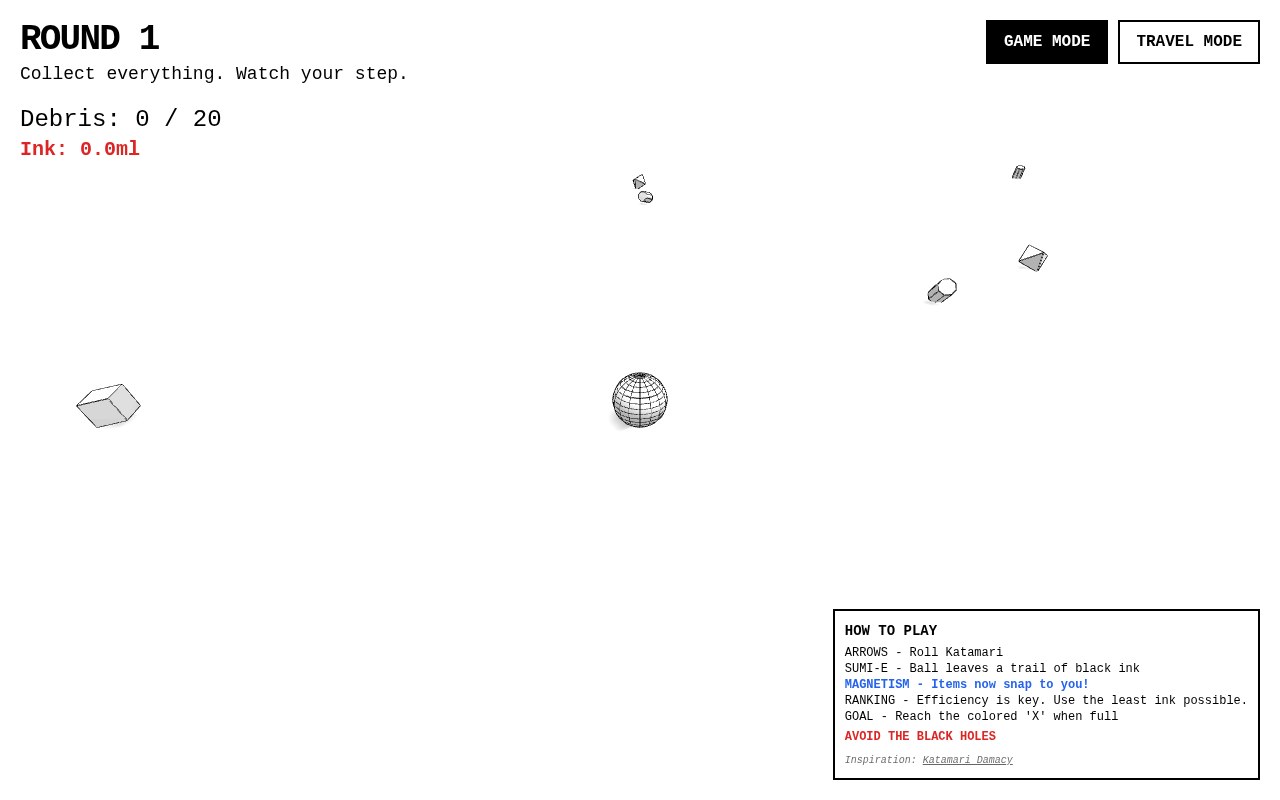 ROUND 1
Collect everything. Watch your step.
Debris: 0 / 20
Ink: 0.0ml
GAME MODE
TRAVEL MODE
HOW TO PLAY
ARROWS - Roll Katamari
SUMI-E - Ball leaves a trail of black ink
MAGNETISM - Items now snap to you!
RANKING - Efficiency is key. Use the least ink possible.
GOAL - Reach the colored 'X' when full
AVOID THE BLACK HOLES
Inspiration: Katamari Damacy